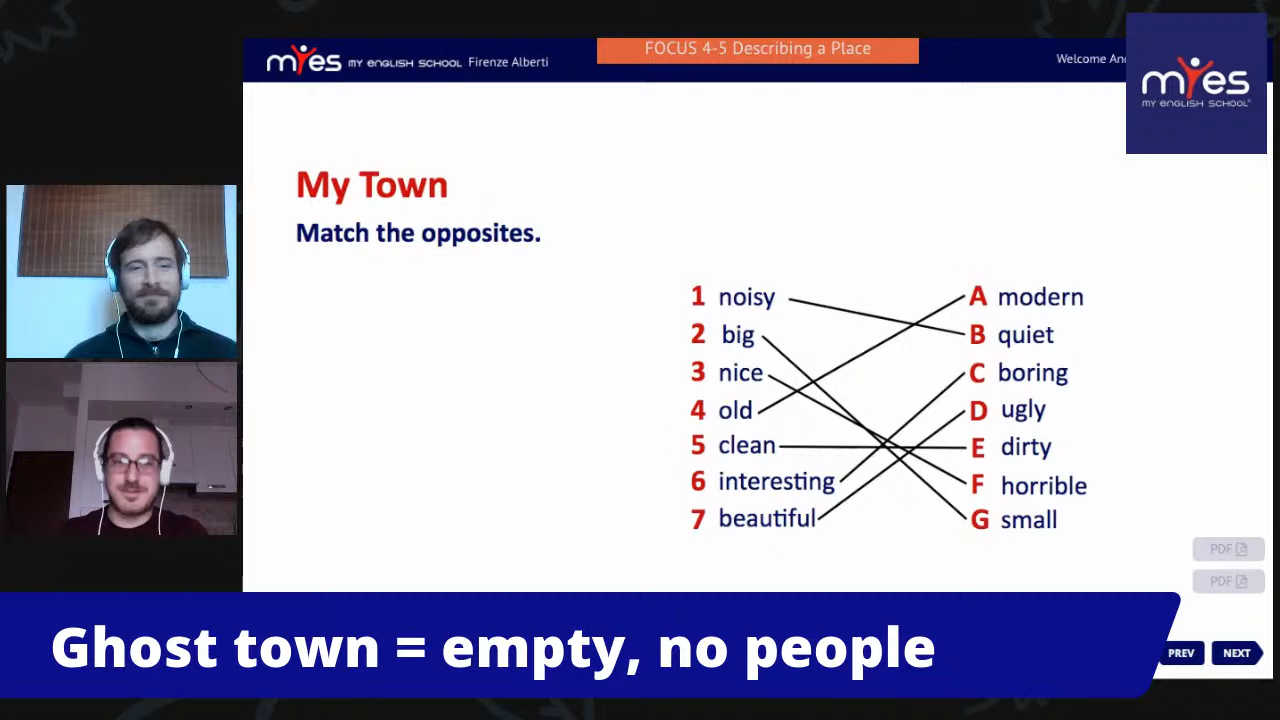 FOCUS 4-5 Describing a Place
myes MY ENGLISH SCHOOL Firenze Alberti
Welcome And
myes
MY ENGLISH SCHOOL
My Town
Match the opposites.
1 noisy A modern
2 big B quiet
3 nice C boring
4 old D ugly
5 clean E dirty
6 interesting F horrible
7 beautiful G small
PDF
PDF
Ghost town = empty, no people
PREV NEXT